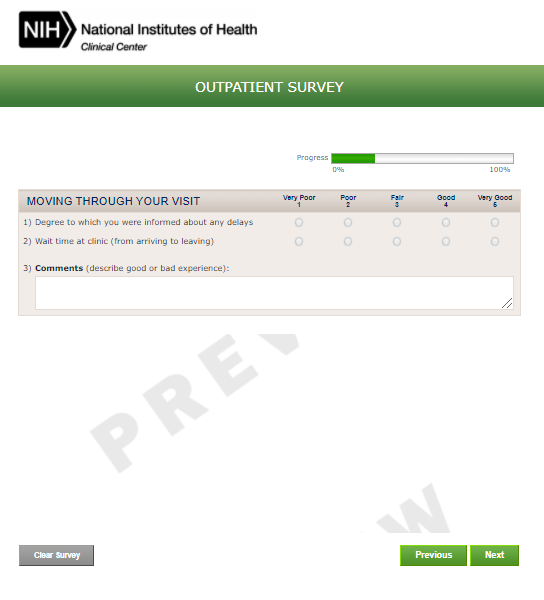 NIH National Institutes of Health
Clinical Center
OUTPATIENT SURVEY
Progress
0% 100%
MOVING THROUGH YOUR VISIT Very Poor 1 Poor 2 Fair 3 Good 4 Very Good 5
1) Degree to which you were informed about any delays
2) Wait time at clinic (from arriving to leaving)
3) Comments (describe good or bad experience):
PREV
W
Clear Survey Previous Next